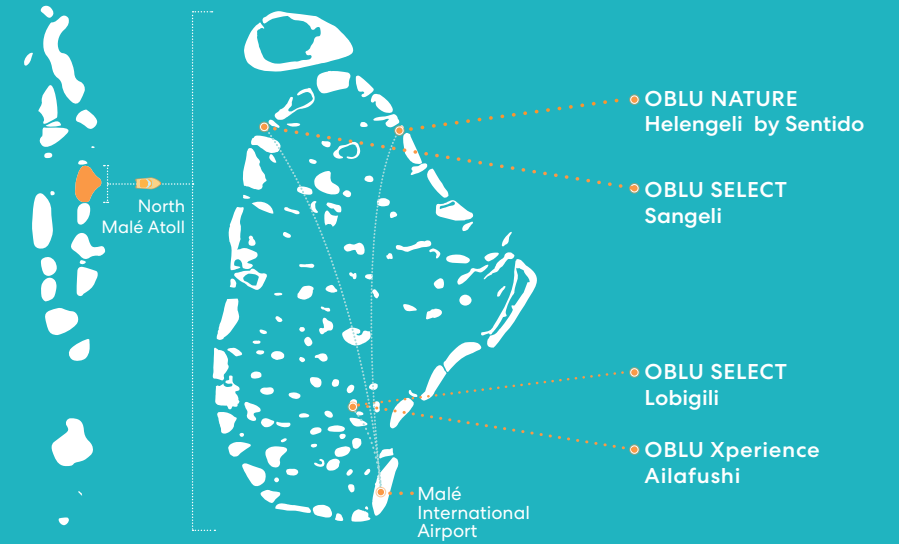 OBLU NATURE
Helengeli by Sentido
OBLU SELECT
Sangeli
North
Malé Atoll
OBLU SELECT
Lobigili
OBLU Xperience
Ailafushi
Malé
International
Airport